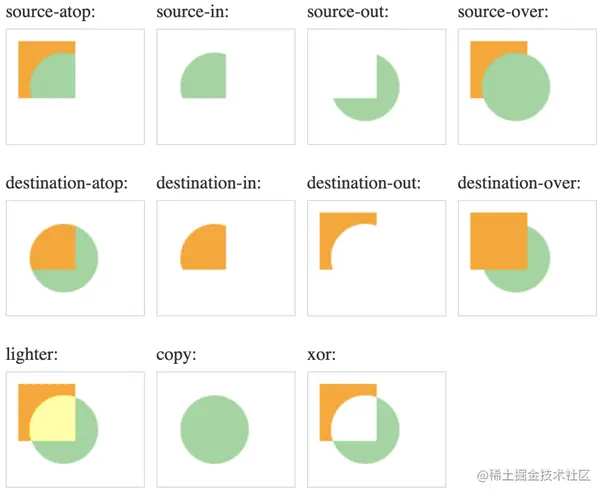 source-atop: source-in: source-out: source-over:
destination-atop: destination-in: destination-out: destination-over:
lighter: copy: xor:
@稀土掘金技术社区